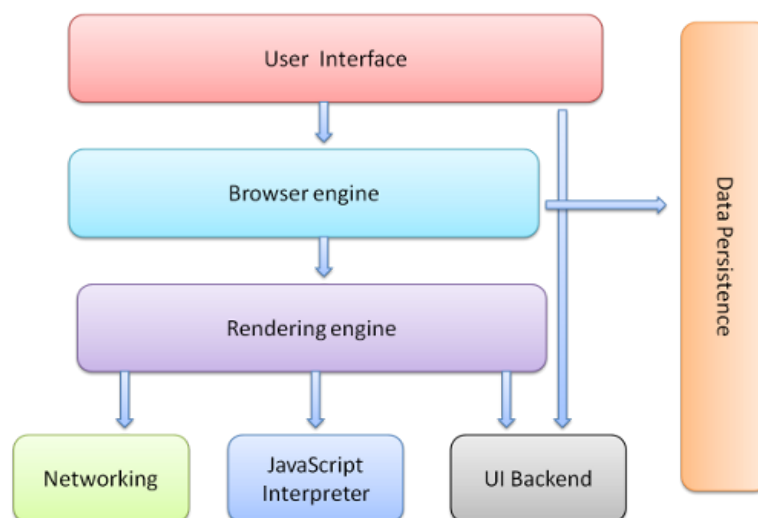 User Interface
Browser engine
Data Persistence
Rendering engine
Networking
JavaScript
Interpreter
UI Backend